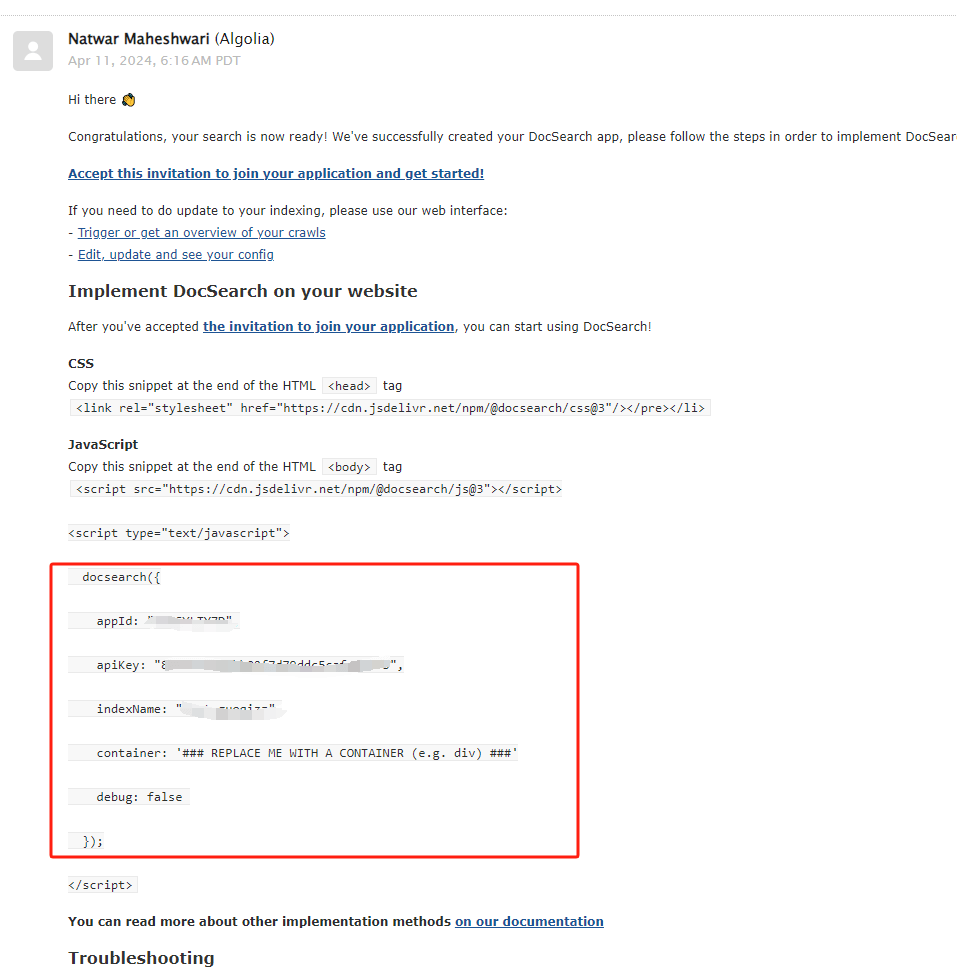 Natwar Maheshwari (Algolia)
Apr 11, 2024, 6:16 AM PDT
Hi there 👏
Congratulations, your search is now ready! We've successfully created your DocSearch app, please follow the steps in order to implement DocSear
Accept this invitation to join your application and get started!
If you need to do update to your indexing, please use our web interface:
- Trigger or get an overview of your crawls
- Edit, update and see your config
Implement DocSearch on your website
After you've accepted the invitation to join your application, you can start using DocSearch!
CSS
Copy this snippet at the end of the HTML <head> tag
<link rel="stylesheet" href="https://cdn.jsdelivr.net/npm/@docsearch/css@3"/></pre></li>
JavaScript
Copy this snippet at the end of the HTML <body> tag
<script src="https://cdn.jsdelivr.net/npm/@docsearch/js@3"></script>
<script type="text/javascript">
docsearch({
appId:
apiKey:
indexName:
container: '### REPLACE ME WITH A CONTAINER (e.g. div) ###'
debug: false
});
</script>
You can read more about other implementation methods on our documentation
Troubleshooting